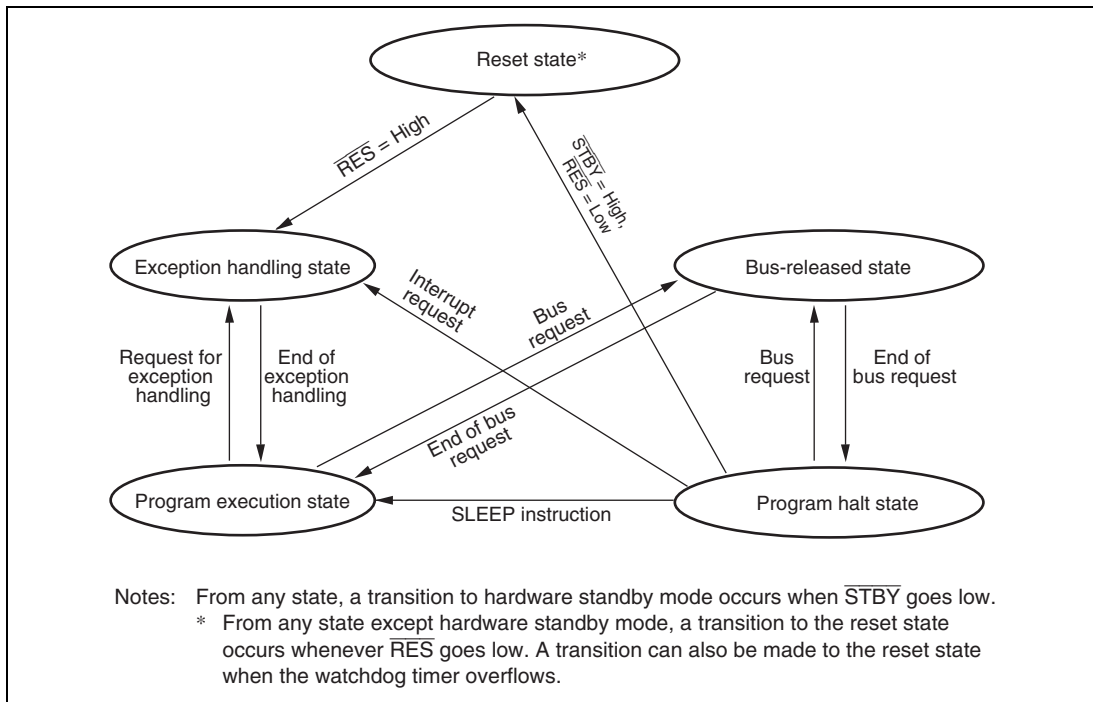 Reset state*
RES = High
STBY = High,
RES = Low
Exception handling state
Bus-released state
Interrupt
request
Bus
request
Request for
exception
handling
End of
exception
handling
Bus
request
End of
bus request
End of bus
request
Program execution state
SLEEP instruction
Program halt state
Notes: From any state, a transition to hardware standby mode occurs when STBY goes low.
* From any state except hardware standby mode, a transition to the reset state
occurs whenever RES goes low. A transition can also be made to the reset state
when the watchdog timer overflows.